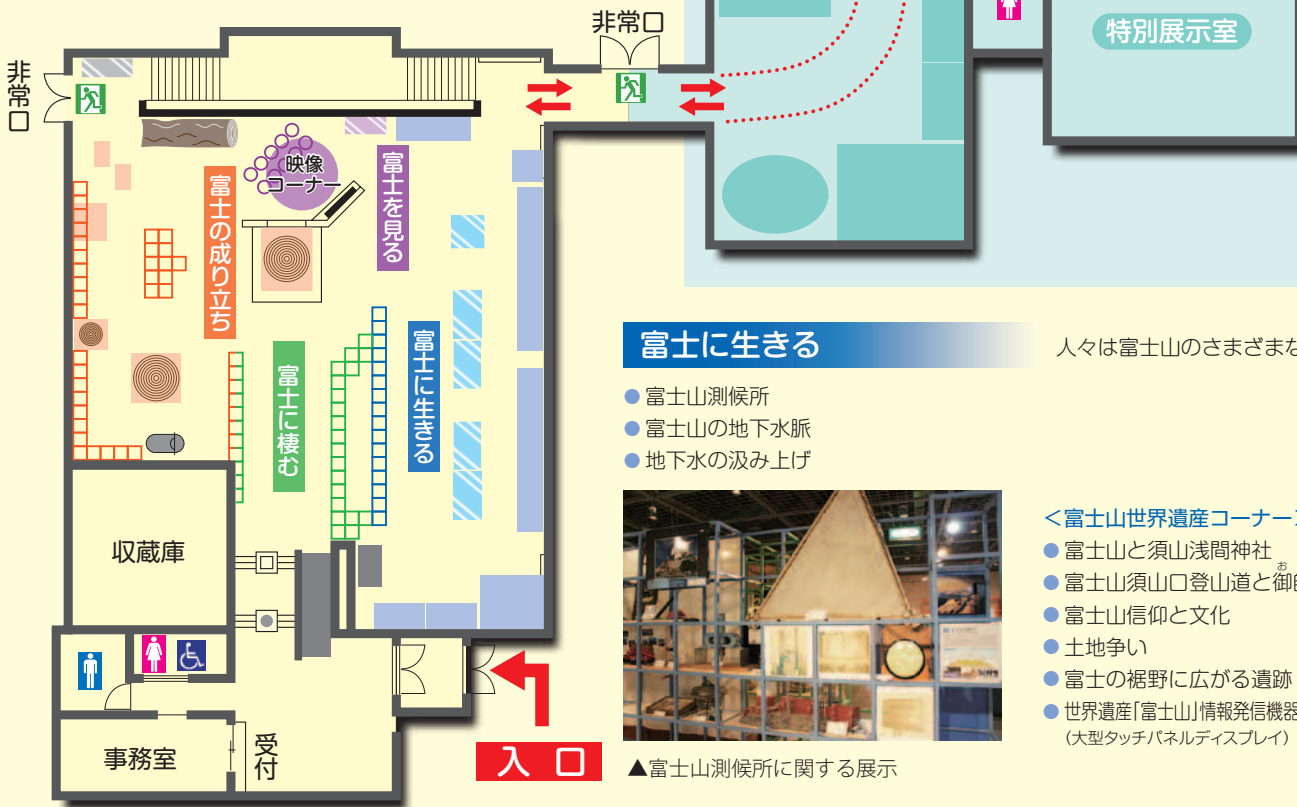 非常口
特別展示室
非常口
映像
コーナー
富士を見る
富士の成り立ち
富士に生きる
富士に棲む
収蔵庫
事務室
受付
入 口
富士に生きる
人々は富士山のさまざまな
● 富士山測候所
● 富士山の地下水脈
● 地下水の汲み上げ
▲富士山測候所に関する展示
＜富士山世界遺産コーナー＞
● 富士山と須山浅間神社
お
● 富士山須山口登山道と御
● 富士山信仰と文化
● 土地争い
● 富士の裾野に広がる遺跡
● 世界遺産「富士山」情報発信機器
（大型タッチパネルディスプレイ）